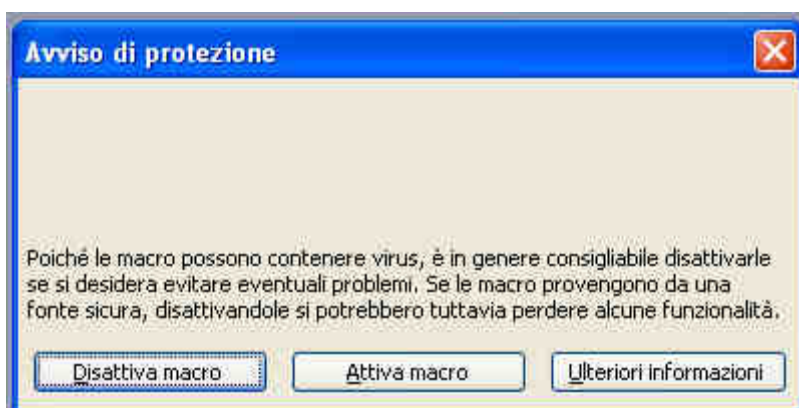 Avviso di protezione
Poiché le macro possono contenere virus, è in genere consigliabile disattivarle
se si desidera evitare eventuali problemi. Se le macro provengono da una
fonte sicura, disattivandole si potrebbero tuttavia perdere alcune funzionalità.
Disattiva macro Attiva macro Ulteriori informazioni